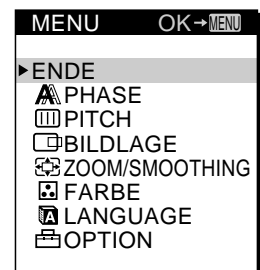 MENU OK→MENU
▶ENDE
PHASE
PITCH
BILDLAGE
ZOOM/SMOOTHING
FARBE
LANGUAGE
OPTION